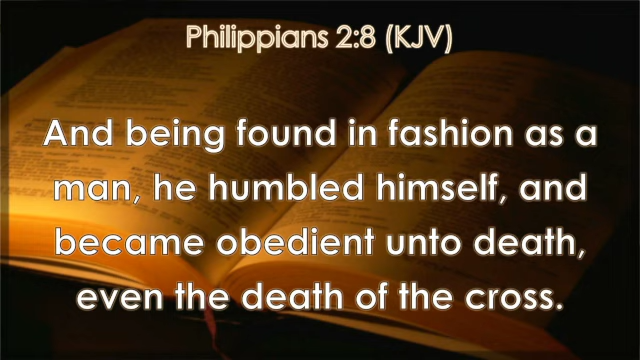 Philippians 2:8 (KJV)
And being found in fashion as a
man, he humbled himself, and
became obedient unto death,
even the death of the cross.